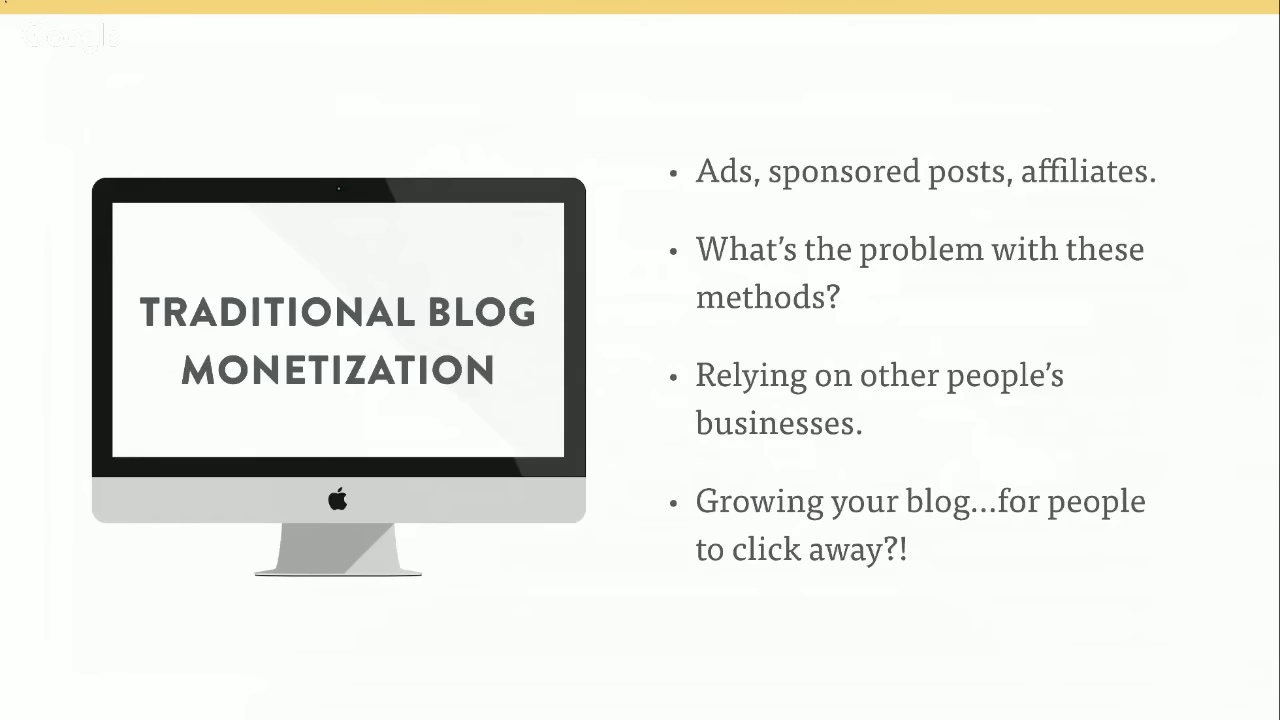 Google
TRADITIONAL BLOG
MONETIZATION
• Ads, sponsored posts, affiliates.
• What’s the problem with these
methods?
• Relying on other people’s
businesses.
• Growing your blog...for people
to click away?!